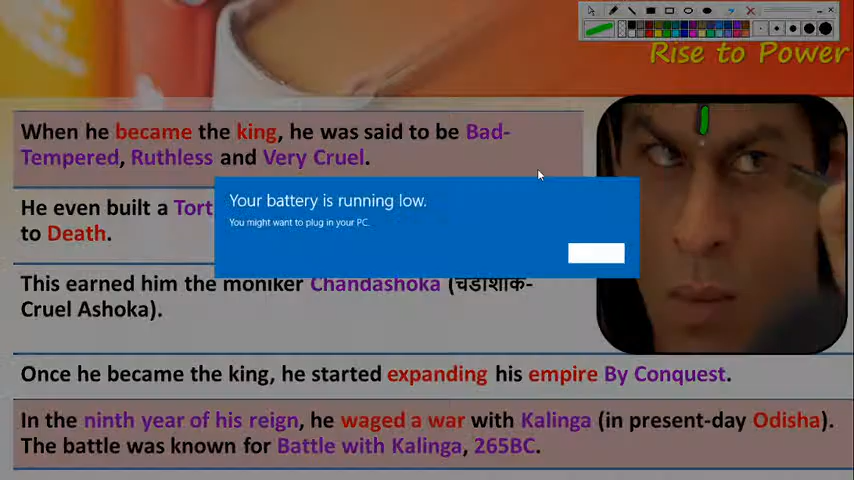 Rise to Power
When he became the king, he was said to be Bad-
Tempered, Ruthless and Very Cruel.
Your battery is running low.
You might want to plug in your PC.
He even built a Tort
to Death.
This earned him the moniker Chandashoka (चंडाशोक-
Cruel Ashoka).
Once he became the king, he started expanding his empire By Conquest.
In the ninth year of his reign, he waged a war with Kalinga (in present-day Odisha).
The battle was known for Battle with Kalinga, 265BC.